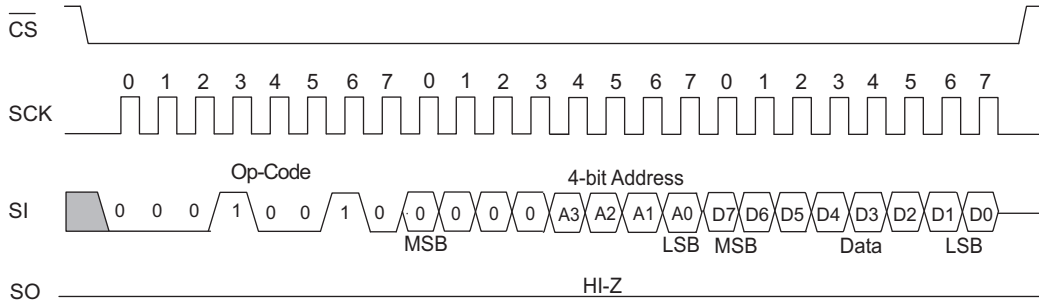 CS
0 1 2 3 4 5 6 7 0 1 2 3 4 5 6 7 0 1 2 3 4 5 6 7
SCK
Op-Code
4-bit Address
SI 0 0 0 1 0 0 1 0 0 0 0 0 A3 A2 A1 A0 D7 D6 D5 D4 D3 D2 D1 D0
MSB LSB MSB Data LSB
HI-Z
SO